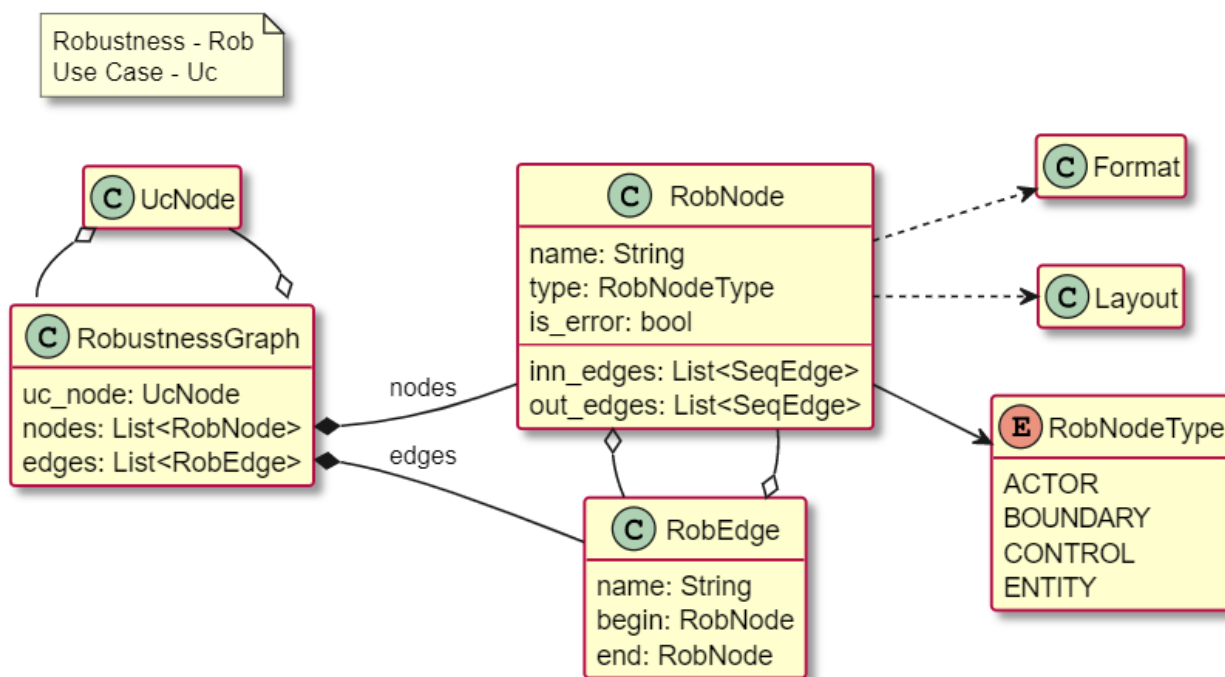 Robustness - Rob
Use Case - Uc
C UcNode
C RobustnessGraph
uc_node: UcNode
nodes: List<RobNode>
edges: List<RobEdge>
nodes
edges
C RobNode
name: String
type: RobNodeType
is_error: bool
inn_edges: List<SeqEdge>
out_edges: List<SeqEdge>
C RobEdge
name: String
begin: RobNode
end: RobNode
C Format
C Layout
E RobNodeType
ACTOR
BOUNDARY
CONTROL
ENTITY